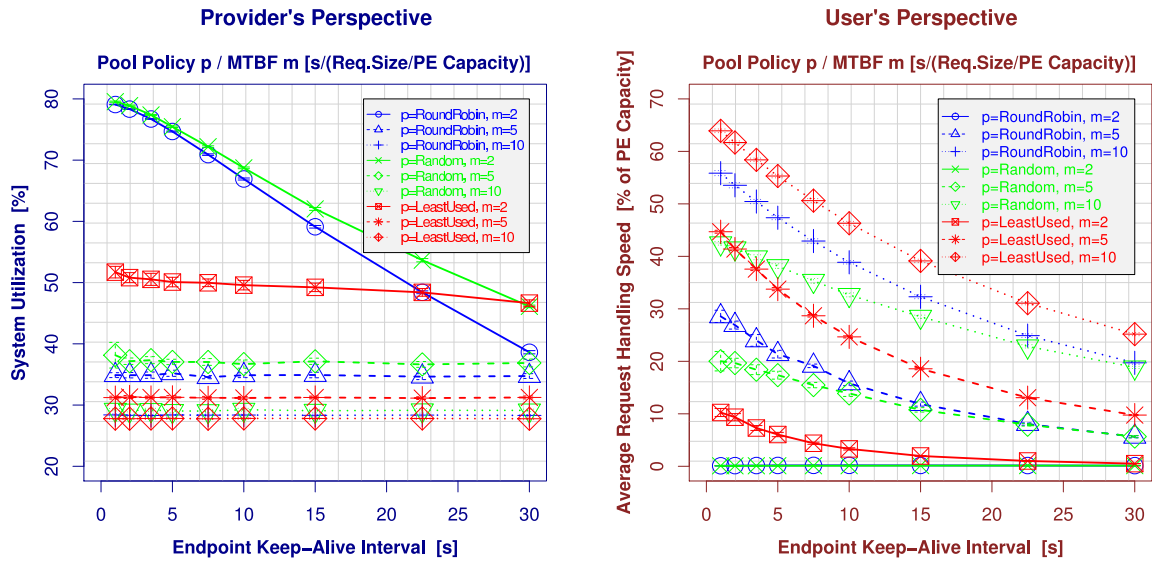 Provider's Perspective
Pool Policy p / MTBF m [s/(Req.Size/PE Capacity)]
System Utilization [%]
80
70
60
50
40
30
20
p=RoundRobin, m=2
p=RoundRobin, m=5
p=RoundRobin, m=10
p=Random, m=2
p=Random, m=5
p=Random, m=10
p=LeastUsed, m=2
p=LeastUsed, m=5
p=LeastUsed, m=10
0 5 10 15 20 25 30
Endpoint Keep−Alive Interval [s]
User's Perspective
Pool Policy p / MTBF m [s/(Req.Size/PE Capacity)]
Average Request Handling Speed [% of PE Capacity]
70
60
50
40
30
20
10
0
p=RoundRobin, m=2
p=RoundRobin, m=5
p=RoundRobin, m=10
p=Random, m=2
p=Random, m=5
p=Random, m=10
p=LeastUsed, m=2
p=LeastUsed, m=5
p=LeastUsed, m=10
0 5 10 15 20 25 30
Endpoint Keep−Alive Interval [s]